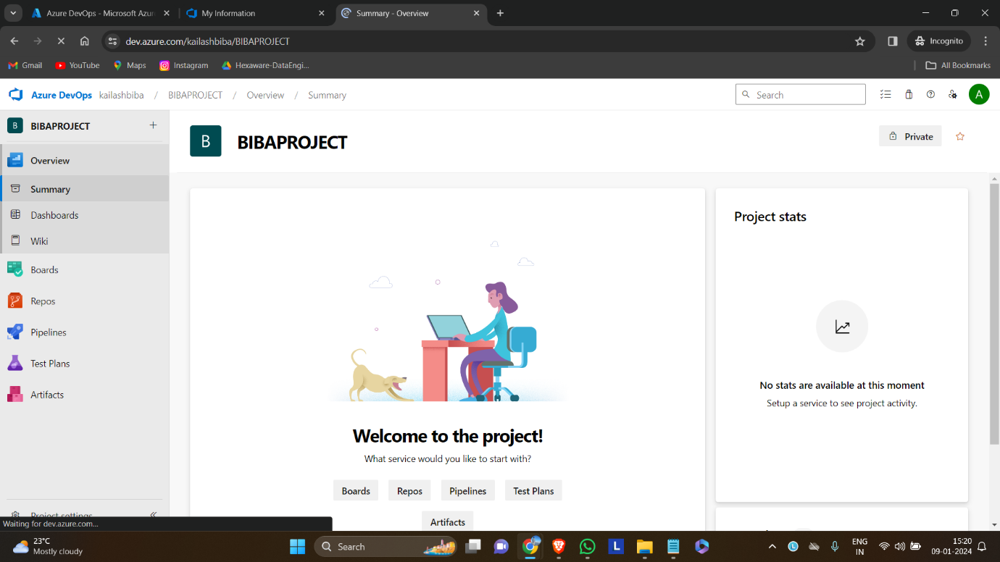 Azure DevOps - Microsoft Azur
My Information
Summary - Overview
dev.azure.com/kailashbiba/BIBAPROJECT
Incognito
Gmail
YouTube
Maps
Instagram
Hexaware-DataEngi...
All Bookmarks
Azure DevOps kailashbiba / BIBAPROJECT / Overview / Summary
Search
A
B BIBAPROJECT
Overview
Summary
Dashboards
Wiki
Boards
Repos
Pipelines
Test Plans
Artifacts
Project settings
B BIBAPROJECT
Private
Welcome to the project!
What service would you like to start with?
Boards
Repos
Pipelines
Test Plans
Artifacts
Project stats
No stats are available at this moment
Setup a service to see project activity.
Waiting for dev.azure.com...
23°C
Mostly cloudy
Search
L
L
ENG
IN
15:20
09-01-2024